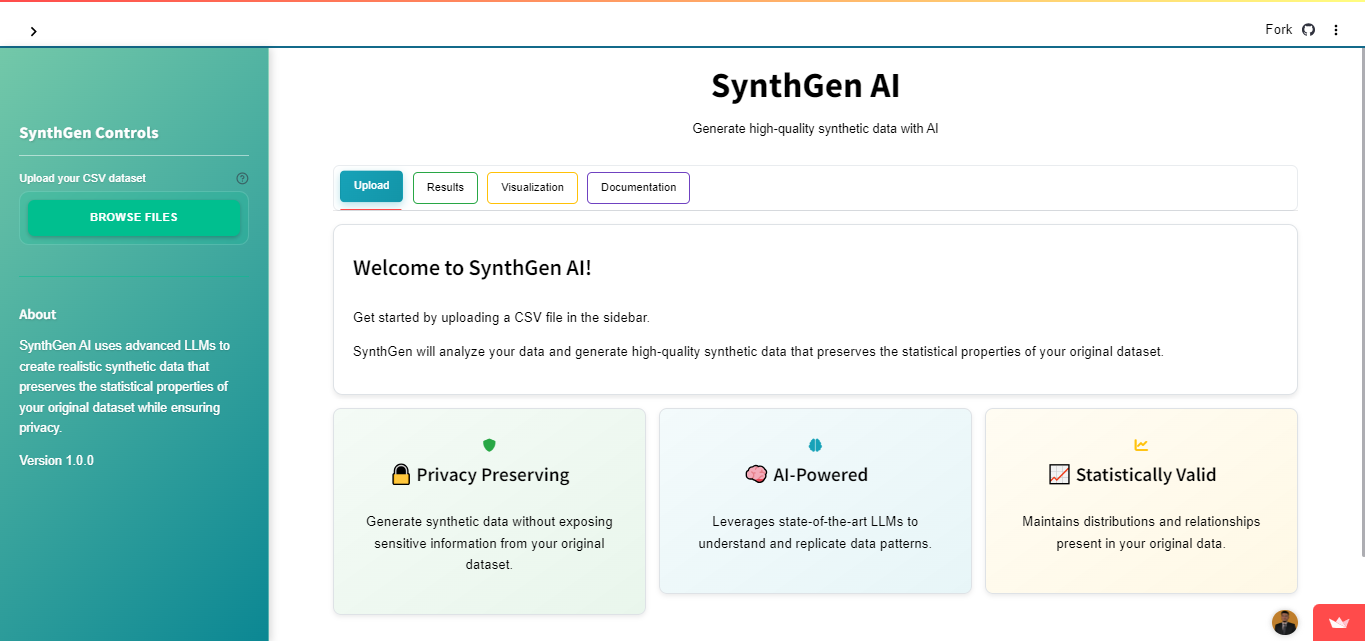 Fork
SynthGen Controls
Upload your CSV dataset
BROWSE FILES
About
SynthGen AI uses advanced LLMs to
create realistic synthetic data that
preserves the statistical properties of
your original dataset while ensuring
privacy.
Version 1.0.0
SynthGen AI
Generate high-quality synthetic data with AI
Upload
Results
Visualization
Documentation
Welcome to SynthGen AI!
Get started by uploading a CSV file in the sidebar.
SynthGen will analyze your data and generate high-quality synthetic data that preserves the statistical properties of your original dataset.
Privacy Preserving
Generate synthetic data without exposing
sensitive information from your original
dataset.
AI-Powered
Leverages state-of-the-art LLMs to
understand and replicate data patterns.
Statistically Valid
Maintains distributions and relationships
present in your original data.